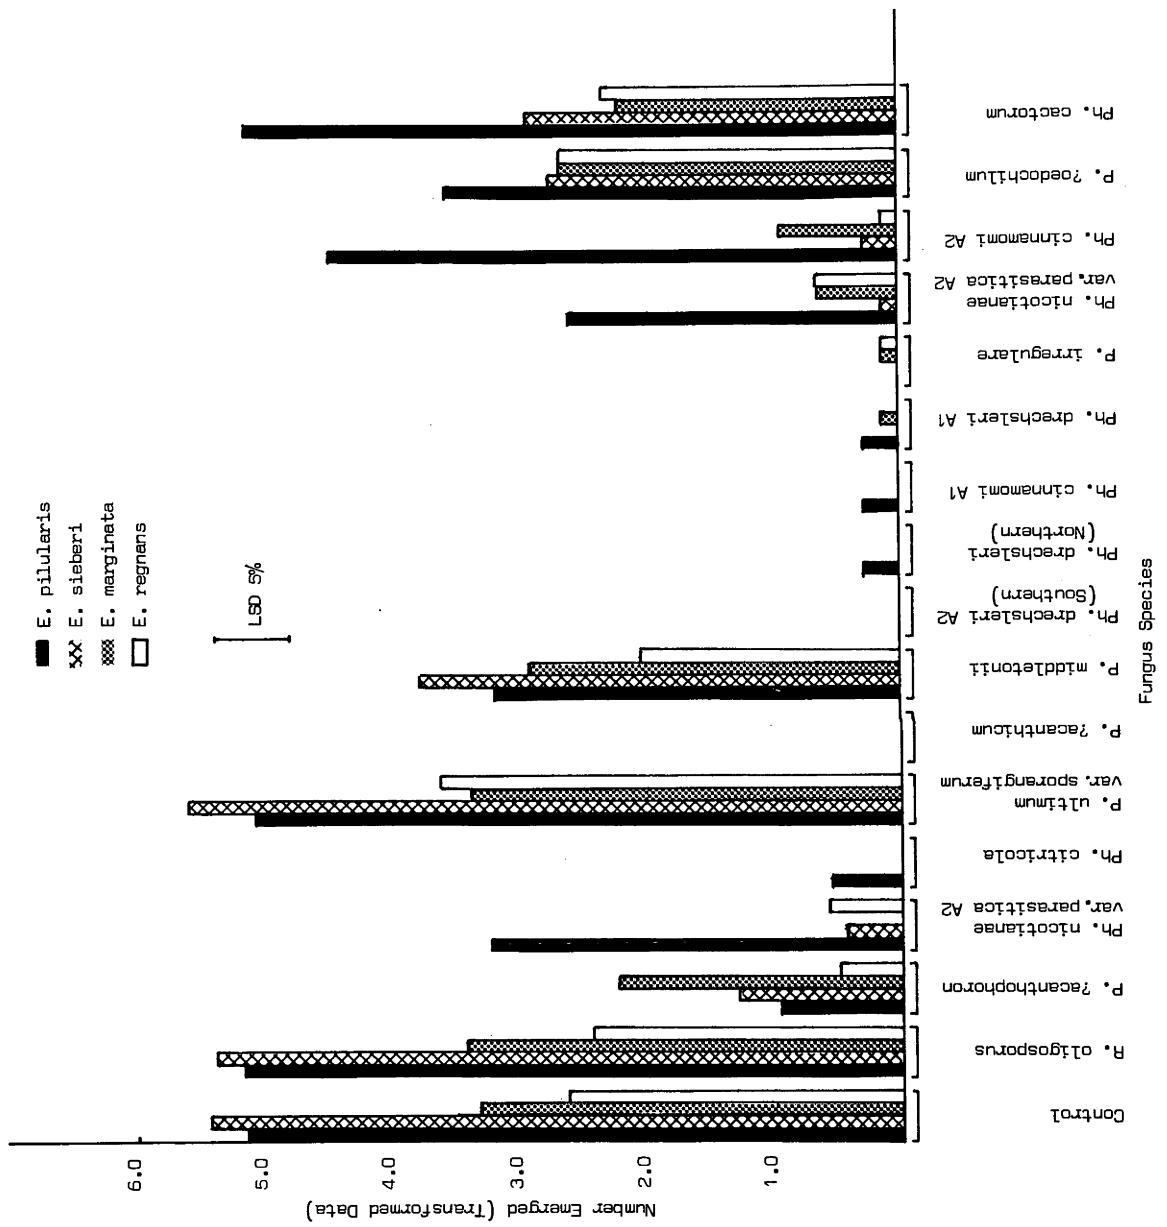 E. pilularis
E. sieberi
E. marginata
E. regnans
LSD 5%
Number Emerged (Transformed Data)
6.0
5.0
4.0
3.0
2.0
1.0
Control
R. oligosporus
P. ?acanthophoron
Ph. nicotianae
var. parasitica A2
Ph. citricola
P. ultimum
var. sporangiferum
P. ?acanthicum
P. middletonii
Ph. drechsleri A2
(Southern)
Ph. drechsleri
(Northern)
Ph. cinnamomi A1
Ph. drechsleri A1
P. irregulare
Ph. nicotianae
var. parasitica A2
Ph. cinnamomi A2
P. ?oedochilum
Ph. cactorum
Fungus Species